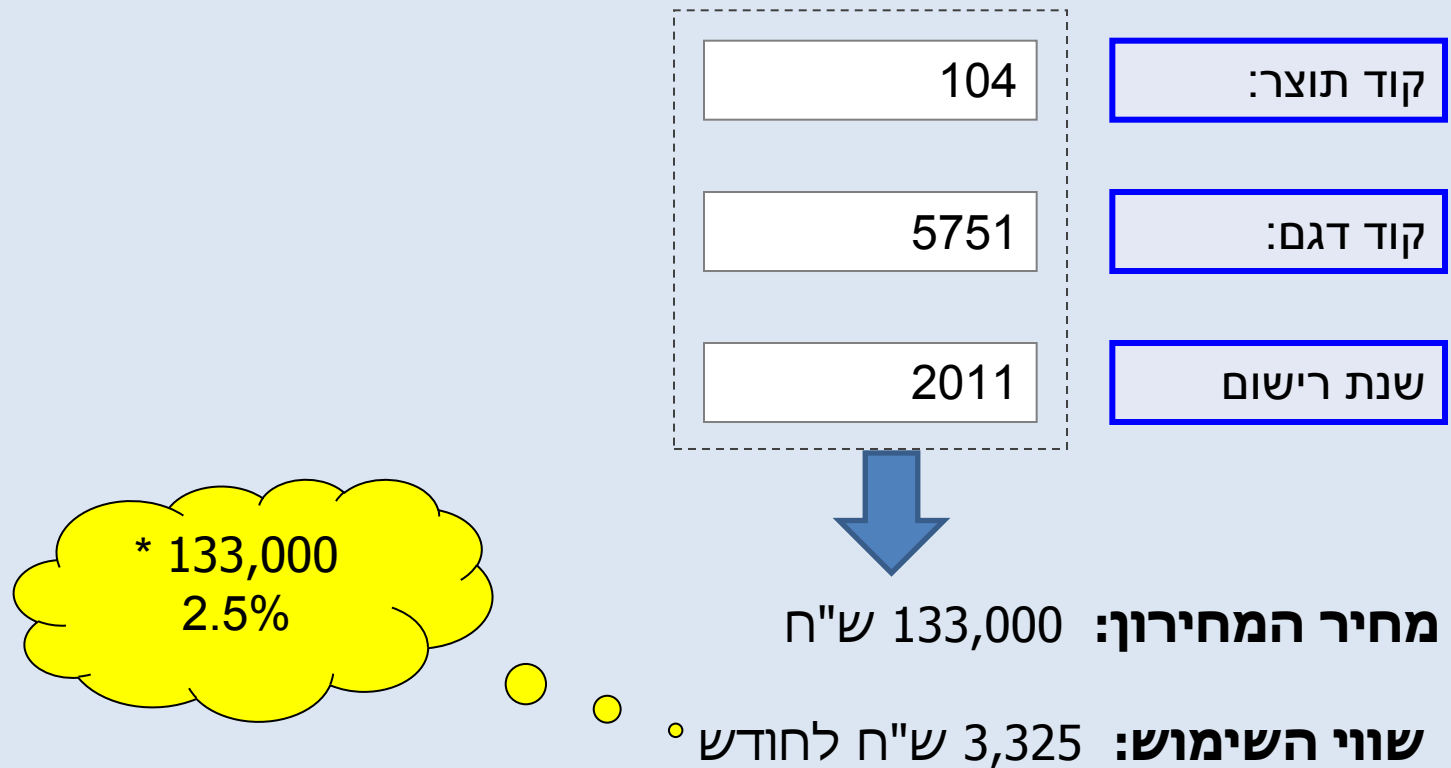 קוד תוצר:
104
קוד דגם:
5751
שנת רישום
2011
133,000 *
2.5%
מחיר המחירון: 133,000 ש"ח
שווי השימוש: 3,325 ש"ח לחודש